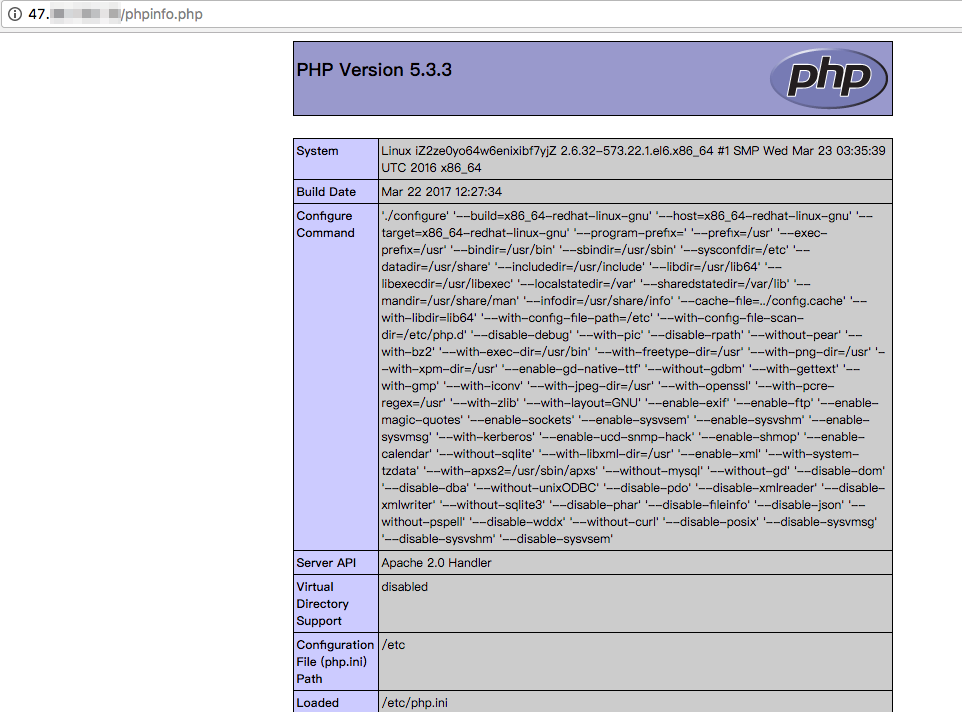 47. /phpinfo.php
PHP Version 5.3.3
php
System
Linux iZ2ze0yo64w6enixibf7yjZ 2.6.32-573.22.1.el6.x86_64 #1 SMP Wed Mar 23 03:35:39
UTC 2016 x86_64
Build Date
Mar 22 2017 12:27:34
Configure
Command
'./configure' '--build=x86_64-redhat-linux-gnu' '--host=x86_64-redhat-linux-gnu' '--
target=x86_64-redhat-linux-gnu' '--program-prefix=' '--prefix=/usr' '--exec-
prefix=/usr' '--bindir=/usr/bin' '--sbindir=/usr/sbin' '--sysconfdir=/etc' '--
datadir=/usr/share' '--includedir=/usr/include' '--libdir=/usr/lib64' '--
libexecdir=/usr/libexec' '--localstatedir=/var' '--sharedstatedir=/var/lib' '--
mandir=/usr/share/man' '--infodir=/usr/share/info' '--cache-file=../config.cache' '--
with-libdir=lib64' '--with-config-file-path=/etc' '--with-config-file-scan-
dir=/etc/php.d' '--disable-debug' '--with-pic' '--disable-rpath' '--without-pear' '--
with-bz2' '--with-exec-dir=/usr/bin' '--with-freetype-dir=/usr' '--with-png-dir=/usr' '-
-with-xpm-dir=/usr' '--enable-gd-native-ttf' '--without-gdbm' '--with-gettext' '--
with-gmp' '--with-iconv' '--with-jpeg-dir=/usr' '--with-openssl' '--with-pcre-
regex=/usr' '--with-zlib' '--with-layout=GNU' '--enable-exif' '--enable-ftp' '--enable-
magic-quotes' '--enable-sockets' '--enable-sysvsem' '--enable-sysvshm' '--enable-
sysvmsg' '--with-kerberos' '--enable-ucd-snmp-hack' '--enable-shmop' '--enable-
calendar' '--without-sqlite' '--with-libxml-dir=/usr' '--enable-xml' '--with-system-
tzdata' '--with-apxs2=/usr/sbin/apxs' '--without-mysql' '--without-gd' '--disable-dom'
'--disable-dba' '--without-unixODBC' '--disable-pdo' '--disable-xmlreader' '--disable-
xmlwriter' '--without-sqlite3' '--disable-phar' '--disable-fileinfo' '--disable-json' '--
without-pspell' '--disable-wddx' '--without-curl' '--disable-posix' '--disable-sysvmsg'
'--disable-sysvshm' '--disable-sysvsem'
Server API
Apache 2.0 Handler
Virtual
Directory
Support
disabled
Configuration
File (php.ini)
Path
/etc
Loaded
/etc/php.ini